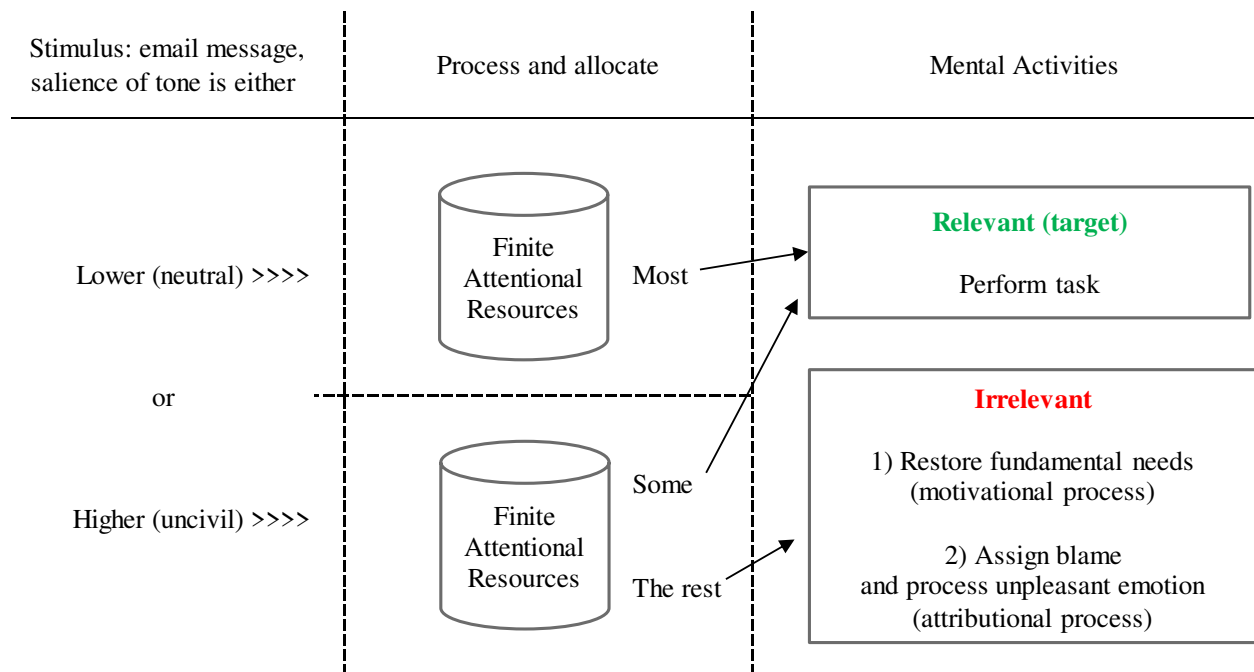 Stimulus: email message,
salience of tone is either
Process and allocate
Mental Activities
Lower (neutral) >>>>
Finite
Attentional
Resources
Most
Relevant (target)
Perform task
or
Higher (uncivil) >>>>
Finite
Attentional
Resources
Some
The rest
Irrelevant
1) Restore fundamental needs
(motivational process)
2) Assign blame
and process unpleasant emotion
(attributional process)